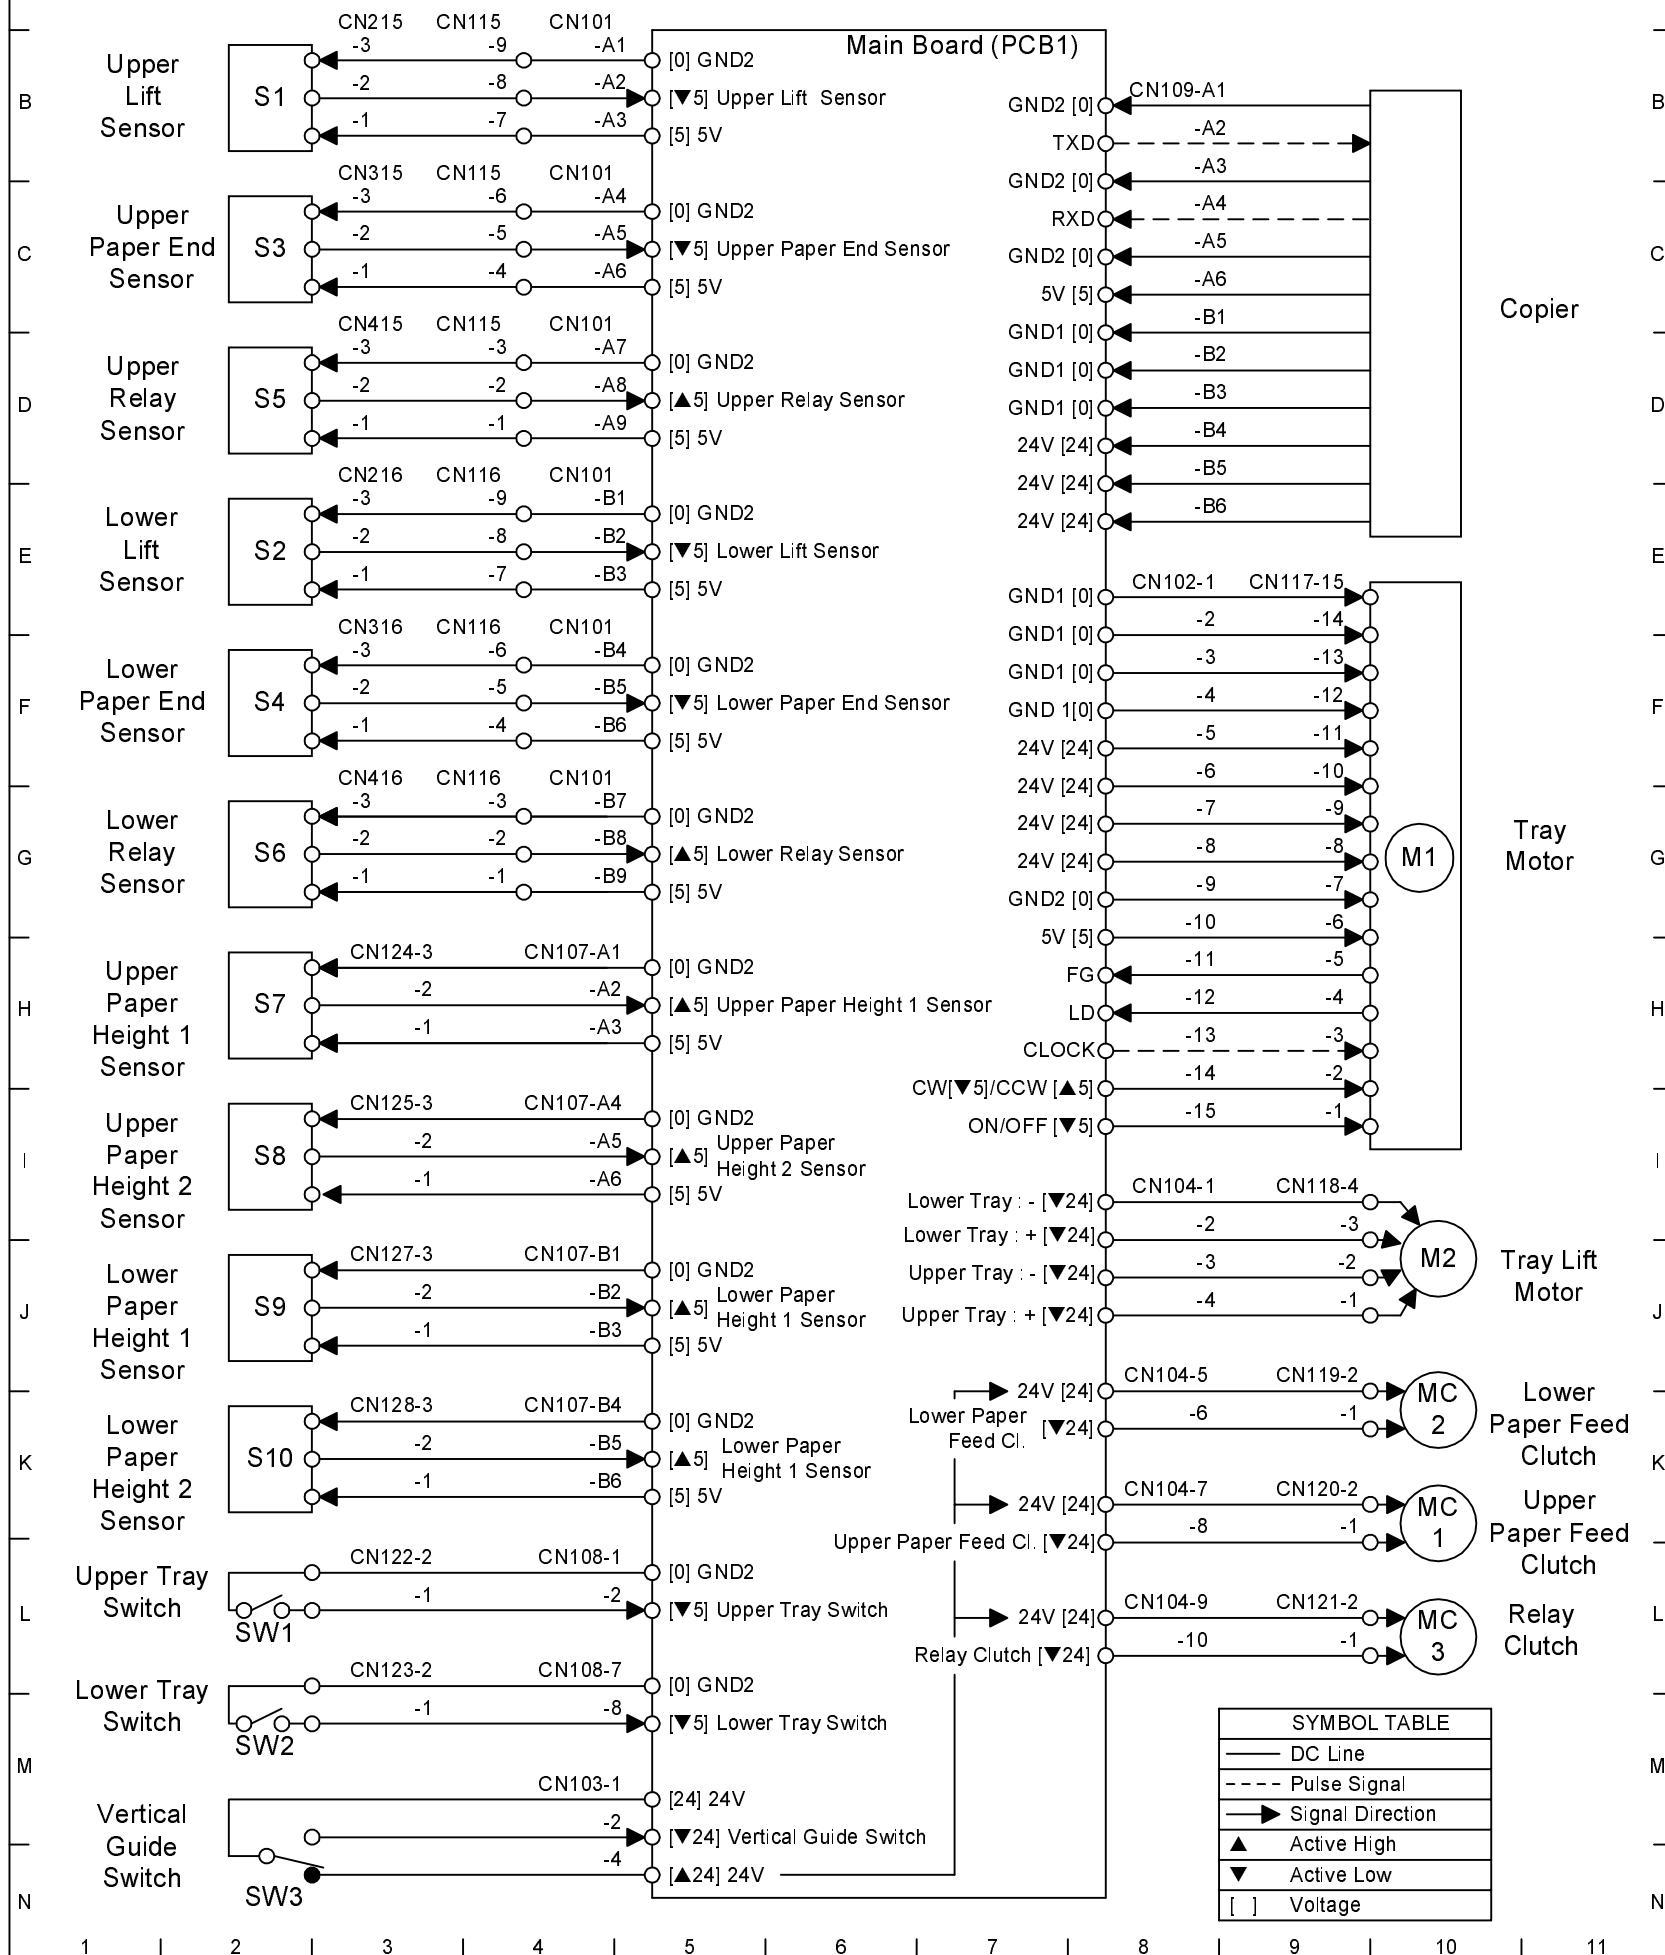 Main Board (PCB1)
B
Upper
Lift
Sensor
S1
CN215 CN115 CN101
-3 -9 -A1 [0] GND2
-2 -8 -A2 [▼5] Upper Lift Sensor
-1 -7 -A3 [5] 5V
C
Upper
Paper End
Sensor
S3
CN315 CN115 CN101
-3 -6 -A4 [0] GND2
-2 -5 -A5 [▼5] Upper Paper End Sensor
-1 -4 -A6 [5] 5V
D
Upper
Relay
Sensor
S5
CN415 CN115 CN101
-3 -3 -A7 [0] GND2
-2 -2 -A8 [▲5] Upper Relay Sensor
-1 -1 -A9 [5] 5V
E
Lower
Lift
Sensor
S2
CN216 CN116 CN101
-3 -9 -B1 [0] GND2
-2 -8 -B2 [▼5] Lower Lift Sensor
-1 -7 -B3 [5] 5V
F
Lower
Paper End
Sensor
S4
CN316 CN116 CN101
-3 -6 -B4 [0] GND2
-2 -5 -B5 [▼5] Lower Paper End Sensor
-1 -4 -B6 [5] 5V
G
Lower
Relay
Sensor
S6
CN416 CN116 CN101
-3 -3 -B7 [0] GND2
-2 -2 -B8 [▲5] Lower Relay Sensor
-1 -1 -B9 [5] 5V
H
Upper
Paper
Height 1
Sensor
S7
CN124-3 CN107-A1 [0] GND2
-2 -A2 [▲5] Upper Paper Height 1 Sensor
-1 -A3 [5] 5V
I
Upper
Paper
Height 2
Sensor
S8
CN125-3 CN107-A4 [0] GND2
-2 -A5 [▲5] Upper Paper
Height 2 Sensor
-1 -A6 [5] 5V
J
Lower
Paper
Height 1
Sensor
S9
CN127-3 CN107-B1 [0] GND2
-2 -B2 [▲5] Lower Paper
Height 1 Sensor
-1 -B3 [5] 5V
K
Lower
Paper
Height 2
Sensor
S10
CN128-3 CN107-B4 [0] GND2
-2 -B5 [▲5] Lower Paper
Height 1 Sensor
-1 -B6 [5] 5V
L
Upper Tray
Switch
SW1
CN122-2 CN108-1 [0] GND2
-1 -2 [▼5] Upper Tray Switch
Lower Tray
Switch
SW2
CN123-2 CN108-7 [0] GND2
-1 -8 [▼5] Lower Tray Switch
M
Vertical
Guide
Switch
SW3
CN103-1 [24] 24V
-2 [▼24] Vertical Guide Switch
-4 [▲24] 24V
N
GND2 [0] CN109-A1
TXD -A2
GND2 [0] -A3
RXD -A4
GND2 [0] -A5
5V [5] -A6
GND1 [0] -B1
GND1 [0] -B2
GND1 [0] -B3
24V [24] -B4
24V [24] -B5
24V [24] -B6
Copier
GND1 [0] CN102-1 CN117-15
GND1 [0] -2 -14
GND1 [0] -3 -13
GND 1[0] -4 -12
24V [24] -5 -11
24V [24] -6 -10
24V [24] -7 -9
24V [24] -8 -8
GND2 [0] -9 -7
5V [5] -10 -6
FG -11 -5
LD -12 -4
CLOCK -13 -3
CW[▼5]/CCW [▲5] -14 -2
ON/OFF [▼5] -15 -1
M1
Tray
Motor
Lower Tray : - [▼24] CN104-1 CN118-4
Lower Tray : + [▼24] -2 -3
Upper Tray : - [▼24] -3 -2
Upper Tray : + [▼24] -4 -1
M2
Tray Lift
Motor
24V [24] CN104-5 CN119-2
Lower Paper
Feed Cl. [▼24] -6 -1
MC
2
Lower
Paper Feed
Clutch
24V [24] CN104-7 CN120-2
Upper Paper Feed Cl. [▼24] -8 -1
MC
1
Upper
Paper Feed
Clutch
24V [24] CN104-9 CN121-2
Relay Clutch [▼24] -10 -1
MC
3
Relay
Clutch
SYMBOL TABLE
DC Line
Pulse Signal
Signal Direction
▲ Active High
▼ Active Low
[ ] Voltage
B
C
D
E
F
G
H
I
J
K
L
M
N
1 2 3 4 5 6 7 8 9 10 11